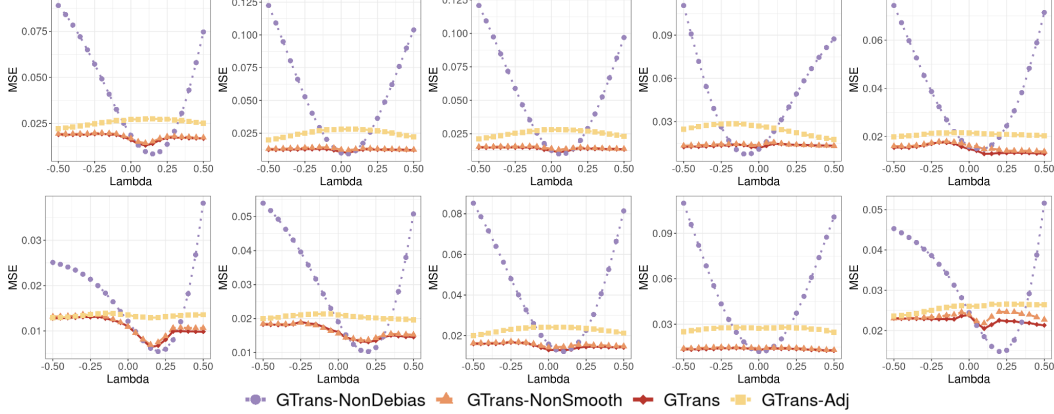 0.125 0.125
0.075 0.100 0.100 0.09 0.06
0.050 0.075 0.075 0.06 0.04
0.050 0.050
0.025 0.025 0.025 0.03 0.02
MSE MSE MSE MSE MSE
-0.50 -0.25 0.00 0.25 0.50 -0.50 -0.25 0.00 0.25 0.50 -0.50 -0.25 0.00 0.25 0.50 -0.50 -0.25 0.00 0.25 0.50 -0.50 -0.25 0.00 0.25 0.50
Lambda Lambda Lambda Lambda Lambda
0.03 0.05 0.08 0.09 0.05
0.02 0.04 0.06 0.06 0.04
0.01 0.03 0.04 0.03 0.03
0.02 0.02 0.02
0.01
MSE MSE MSE MSE MSE
-0.50 -0.25 0.00 0.25 0.50 -0.50 -0.25 0.00 0.25 0.50 -0.50 -0.25 0.00 0.25 0.50 -0.50 -0.25 0.00 0.25 0.50 -0.50 -0.25 0.00 0.25 0.50
Lambda Lambda Lambda Lambda Lambda
GTrans-NonDebias GTrans-NonSmooth GTrans GTrans-Adj